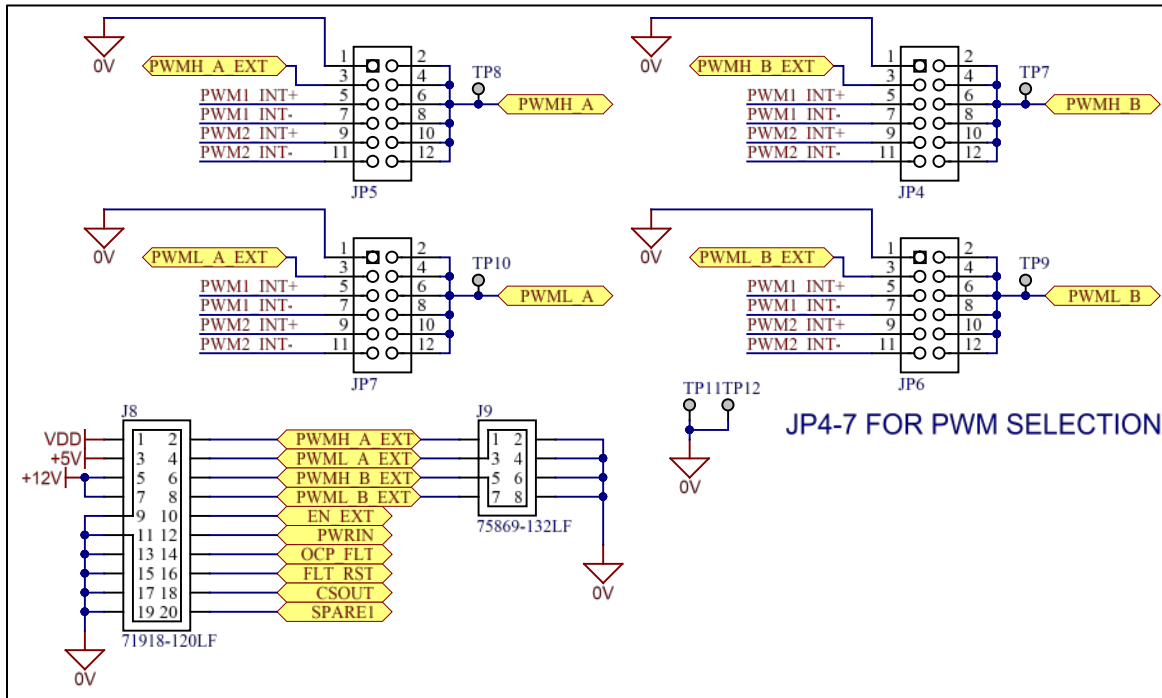 0V
PWMH_A_EXT
PWM1_INT+
PWM1_INT-
PWM2_INT+
PWM2_INT-
1 2
3 4
5 6
7 8
9 10
11 12
JP5
TP8
PWMH_A
0V
PWMH_B_EXT
PWM1_INT+
PWM1_INT-
PWM2_INT+
PWM2_INT-
1 2
3 4
5 6
7 8
9 10
11 12
JP4
TP7
PWMH_B
0V
PWML_A_EXT
PWM1_INT+
PWM1_INT-
PWM2_INT+
PWM2_INT-
1 2
3 4
5 6
7 8
9 10
11 12
JP7
TP10
PWML_A
0V
PWML_B_EXT
PWM1_INT+
PWM1_INT-
PWM2_INT+
PWM2_INT-
1 2
3 4
5 6
7 8
9 10
11 12
JP6
TP9
PWML_B
J8
VDD
+5V
+12V
1 2
3 4
5 6
7 8
9 10
11 12
13 14
15 16
17 18
19 20
71918-120LF
0V
PWMH_A_EXT
PWML_A_EXT
PWMH_B_EXT
PWML_B_EXT
EN_EXT
PWRIN
OCP_FLT
FLT_RST
CSOUT
SPARE1
J9
1 2
3 4
5 6
7 8
75869-132LF
0V
TP11 TP12
0V
JP4-7 FOR PWM SELECTION